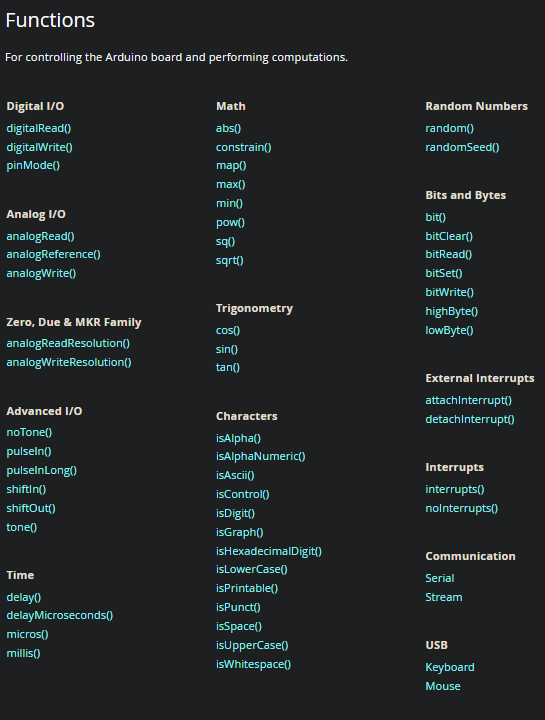 Functions
For controlling the Arduino board and performing computations.
Digital I/O
digitalRead()
digitalWrite()
pinMode()
Analog I/O
analogRead()
analogReference()
analogWrite()
Zero, Due & MKR Family
analogReadResolution()
analogWriteResolution()
Advanced I/O
noTone()
pulseIn()
pulseInLong()
shiftIn()
shiftOut()
tone()
Time
delay()
delayMicroseconds()
micros()
millis()
Math
abs()
constrain()
map()
max()
min()
pow()
sq()
sqrt()
Trigonometry
cos()
sin()
tan()
Characters
isAlpha()
isAlphaNumeric()
isAscii()
isControl()
isDigit()
isGraph()
isHexadecimalDigit()
isLowerCase()
isPrintable()
isPunct()
isSpace()
isUpperCase()
isWhitespace()
Random Numbers
random()
randomSeed()
Bits and Bytes
bit()
bitClear()
bitRead()
bitSet()
bitWrite()
highByte()
lowByte()
External Interrupts
attachInterrupt()
detachInterrupt()
Interrupts
interrupts()
noInterrupts()
Communication
Serial
Stream
USB
Keyboard
Mouse